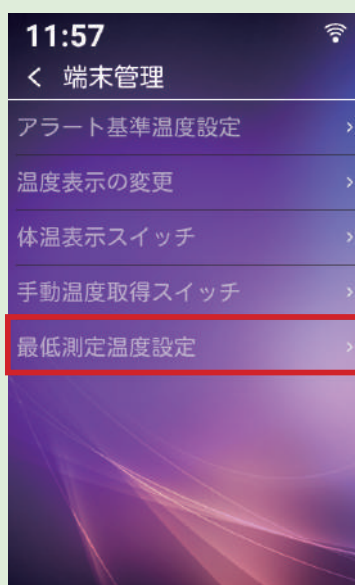 11:57
< 端末管理
アラート基準温度設定 >
温度表示の変更 >
体温表示スイッチ >
手動温度取得スイッチ >
最低測定温度設定 >